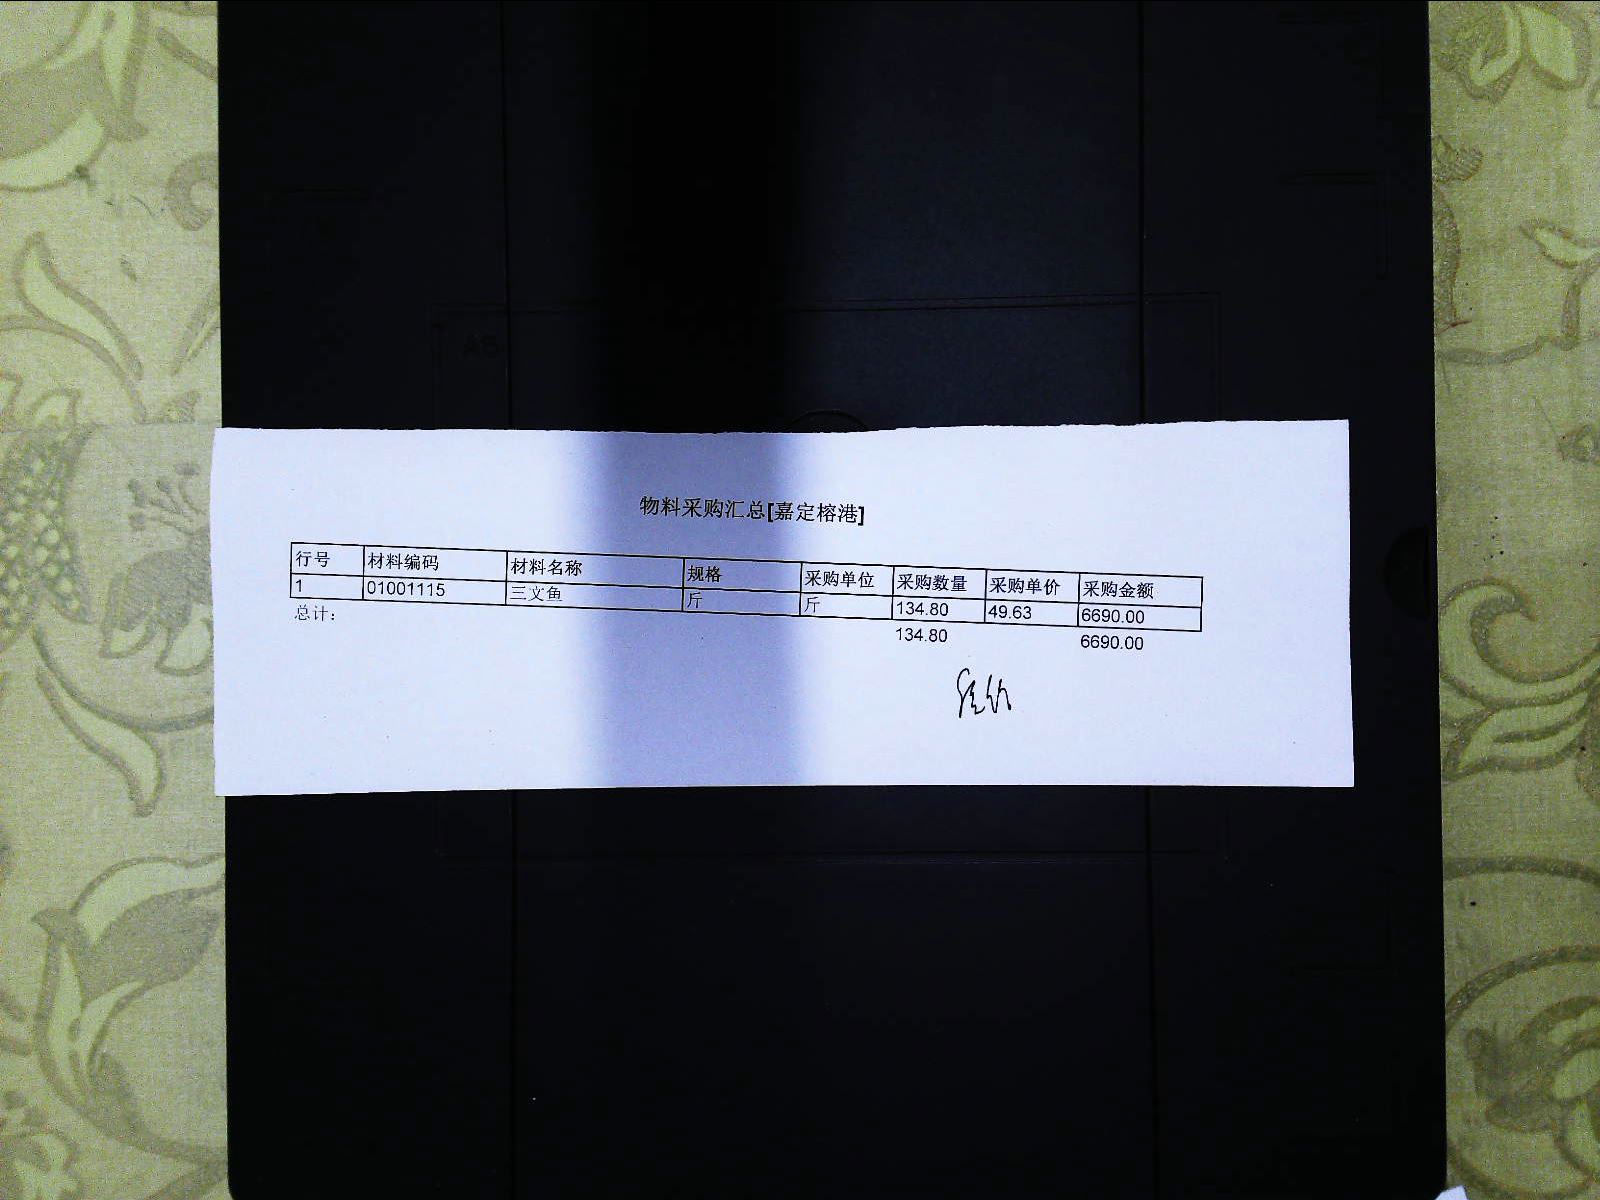 A5
物料采购汇总[嘉定榕港]
行号 材料编码 材料名称 规格 采购单位 采购数量 采购单价 采购金额
1 01001115 三文鱼 斤 斤 134.80 49.63 6690.00
总计: 134.80 6690.00